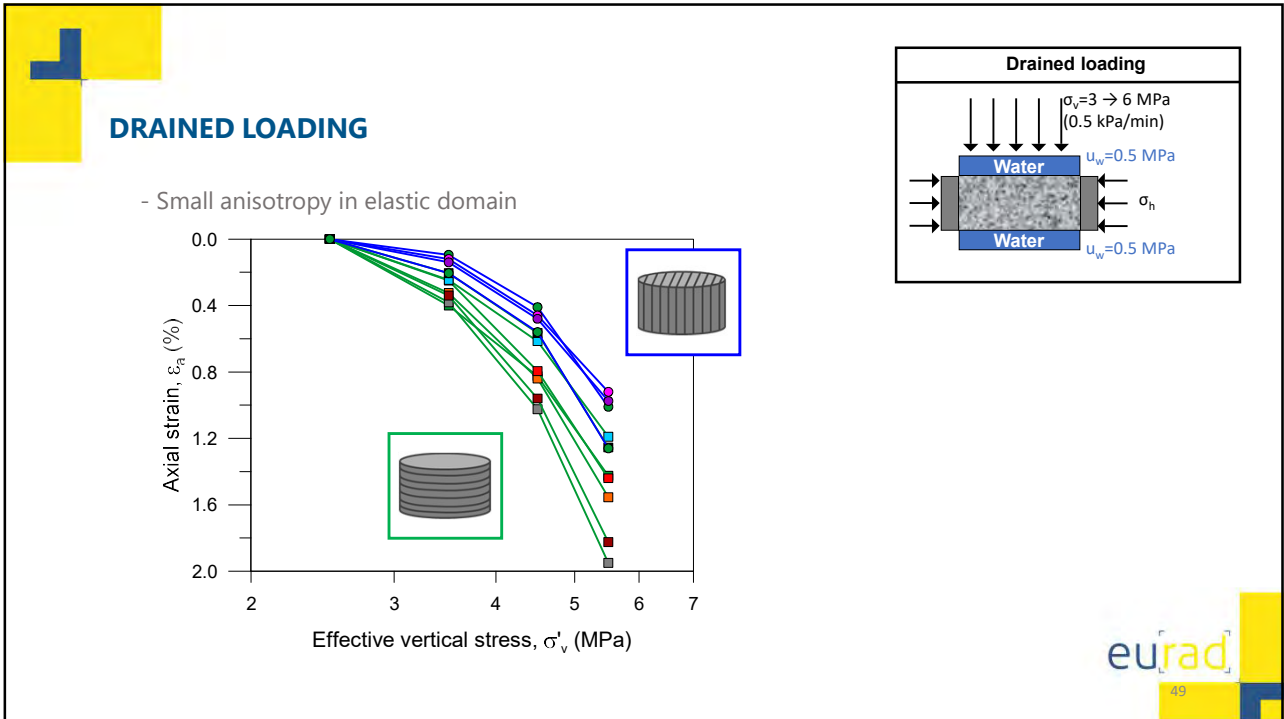 DRAINED LOADING
- Small anisotropy in elastic domain
0.0
0.4
0.8
1.2
1.6
2.0
Axial strain, εa (%)
2 3 4 5 6 7
Effective vertical stress, σ'v (MPa)
Drained loading
σv=3 → 6 MPa
(0.5 kPa/min)
uw=0.5 MPa
Water
σh
Water
uw=0.5 MPa
eurad
49